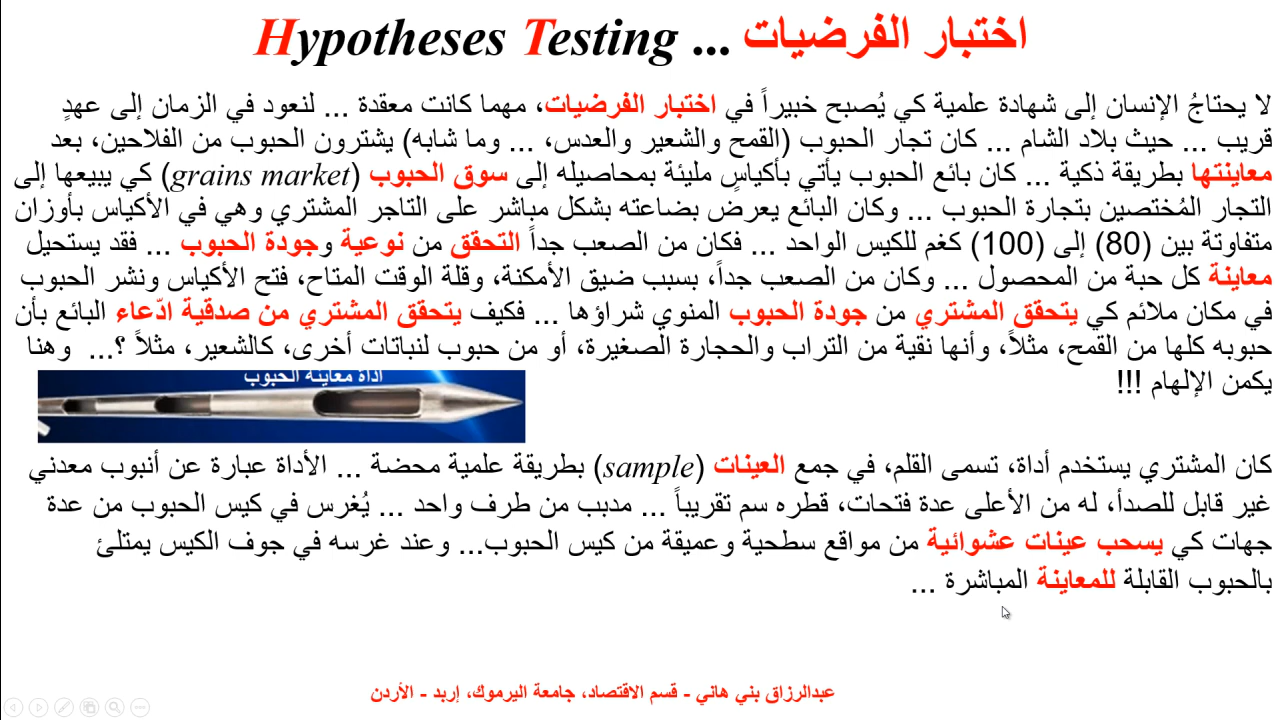 اختبار الفرضيات ... Hypotheses Testing
لا يحتاجُ الإنسان إلى شهادة علمية كي يُصبح خبيراً في اختبار الفرضيات، مهما كانت معقدة ... لنعود في الزمان إلى عهدٍ
قريب ... حيث بلاد الشام ... كان تجار الحبوب (القمح والشعير والعدس، ... وما شابه) يشترون الحبوب من الفلاحين، بعد
معاينتها بطريقة ذكية ... كان بائع الحبوب يأتي بأكياسٍ مليئة بمحاصيله إلى سوق الحبوب (grains market) كي يبيعها إلى
التجار المُختصين بتجارة الحبوب ... وكان البائع يعرض بضاعته بشكل مباشر على التاجر المشتري وهي في الأكياس بأوزان
متفاوتة بين (80) إلى (100) كغم للكيس الواحد ... فكان من الصعب جداً التحقق من نوعية وجودة الحبوب ... فقد يستحيل
معاينة كل حبة من المحصول ... وكان من الصعب جداً، بسبب ضيق الأمكنة، وقلة الوقت المتاح، فتح الأكياس ونشر الحبوب
في مكان ملائم كي يتحقق المشتري من جودة الحبوب المنوي شراؤها ... فكيف يتحقق المشتري من صدقية ادّعاء البائع بأن
حبوبه كلها من القمح، مثلاً، وأنها نقية من التراب والحجارة الصغيرة، أو من حبوب لنباتات أخرى، كالشعير، مثلاً ؟... وهنا
يكمن الإلهام !!!
أداة معاينة الحبوب
كان المشتري يستخدم أداة، تسمى القلم، في جمع العينات (sample) بطريقة علمية محضة ... الأداة عبارة عن أنبوب معدني
غير قابل للصدأ، له من الأعلى عدة فتحات، قطره سم تقريباً ... مدبب من طرف واحد ... يُغرس في كيس الحبوب من عدة
جهات كي يسحب عينات عشوائية من مواقع سطحية وعميقة من كيس الحبوب... وعند غرسه في جوف الكيس يمتلئ
بالحبوب القابلة للمعاينة المباشرة ...
عبدالرزاق بني هاني - قسم الاقتصاد، جامعة اليرموك، إربد - الأردن